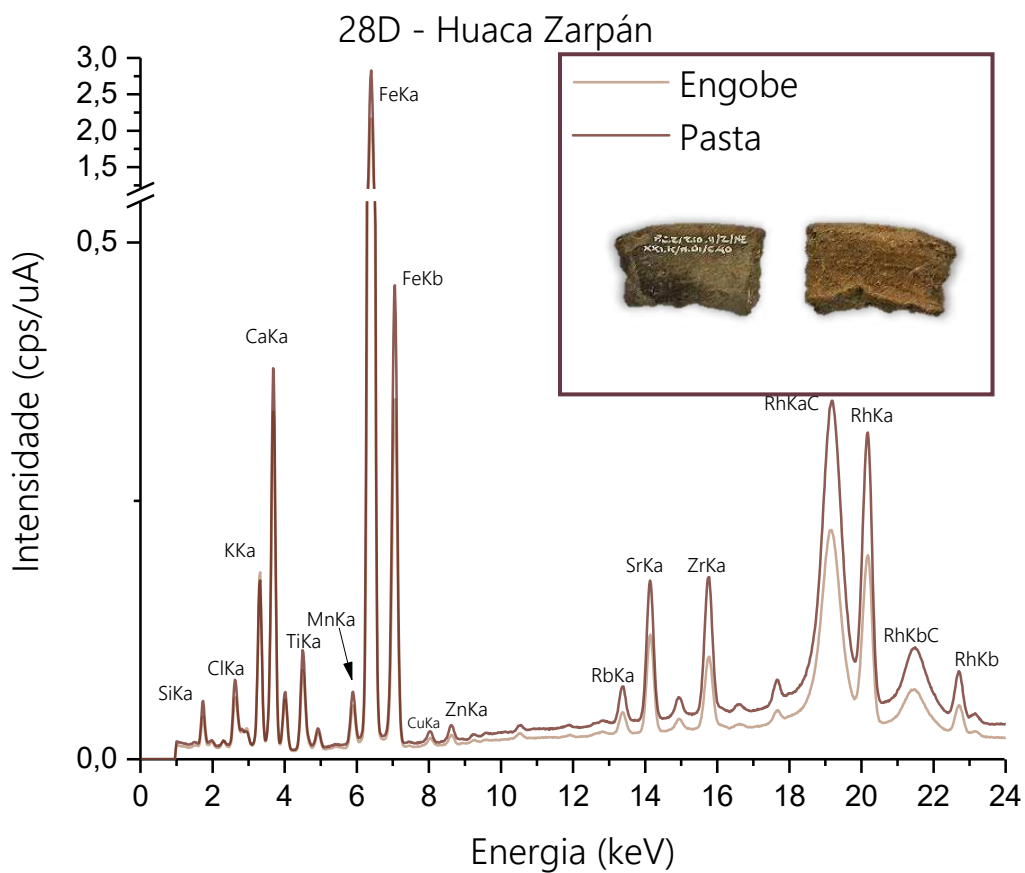 28D - Huaca Zarpán
Engobe
Pasta
3,0
2,5
2,0
1,5
0,5
0,0
Intensidade (cps/uA)
SiKa
ClKa
KKa
CaKa
TiKa
MnKa
FeKa
FeKb
CuKa
ZnKa
RbKa
SrKa
ZrKa
RhKaC
RhKa
RhKbC
RhKb
0 2 4 6 8 10 12 14 16 18 20 22 24
Energia (keV)